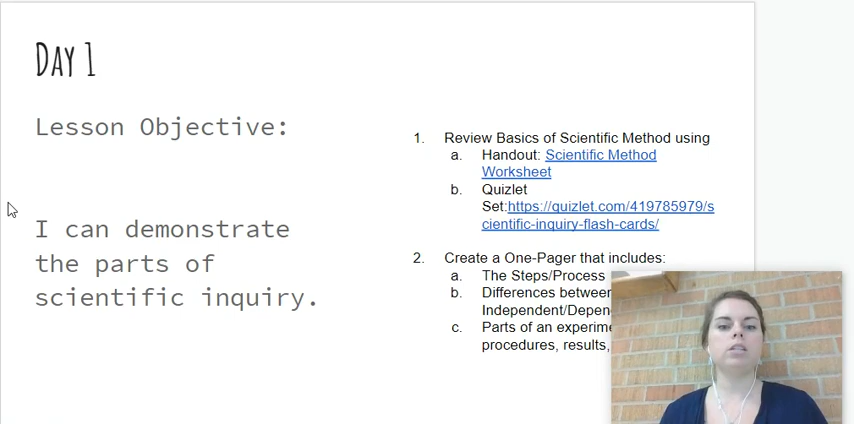 Day 1
Lesson Objective:
I can demonstrate
the parts of
scientific inquiry.
1. Review Basics of Scientific Method using
a. Handout: Scientific Method
Worksheet
b. Quizlet
Set:https://quizlet.com/419785979/s
cientific-inquiry-flash-cards/
2. Create a One-Pager that includes:
a. The Steps/Process
b. Differences between
Independent/Depen
c. Parts of an experime
procedures, results,